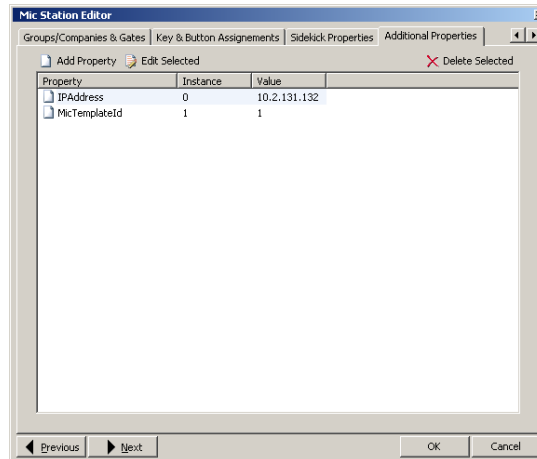 Mic Station Editor
Groups/Companies & Gates Key & Button Assignements Sidekick Properties Additional Properties
Add Property Edit Selected Delete Selected
Property Instance Value
IPAddress 0 10.2.131.132
MicTemplateId 1 1
Previous Next OK Cancel